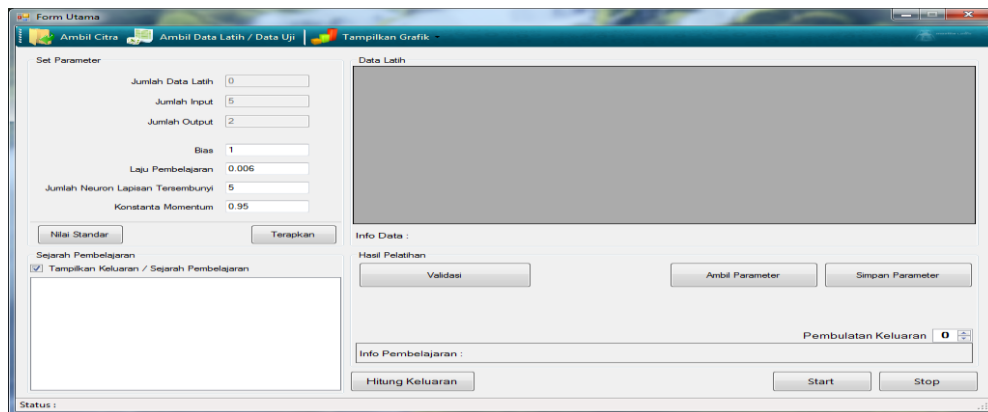 Form Utama
Ambil Citra Ambil Data Latih / Data Uji Tampilkan Grafik
Set Parameter
Jumlah Data Latih 0
Jumlah Input 5
Jumlah Output 2
Bias 1
Laju Pembelajaran 0.006
Jumlah Neuron Lapisan Tersembunyi 5
Konstanta Momentum 0.95
Nilai Standar Terapkan
Sejarah Pembelajaran
Tampilkan Keluaran / Sejarah Pembelajaran
Data Latih
Info Data :
Hasil Pelatihan
Validasi Ambil Parameter Simpan Parameter
Pembulatan Keluaran 0
Info Pembelajaran :
Hitung Keluaran Start Stop
Status :